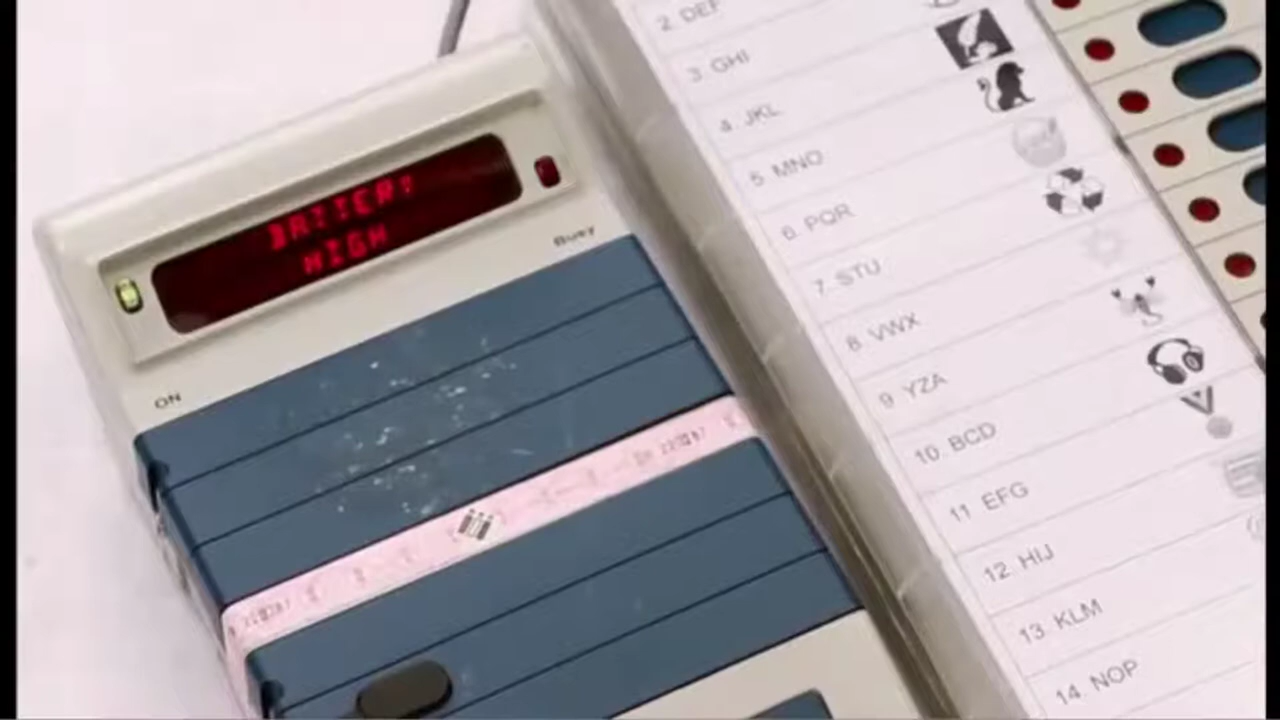 BATTERY
HIGH
Busy
ON
2 DEF
3 GHI
4 JKL
5 MNO
6 PQR
7 STU
8 VWX
9 YZA
10 BCD
11 EFG
12 HIJ
13 KLM
14 NOP